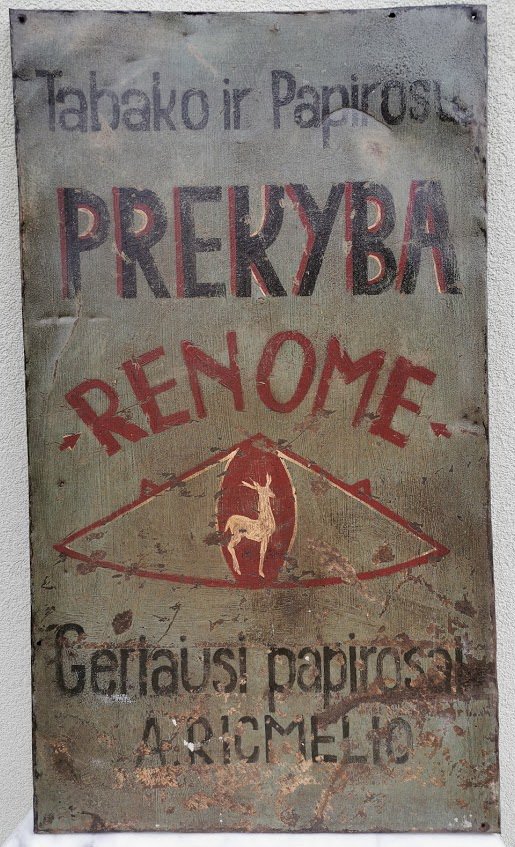 Tabako ir Papirosų
PREKYBA
RENOME
Geriausi papirosai
A. RICMELIO